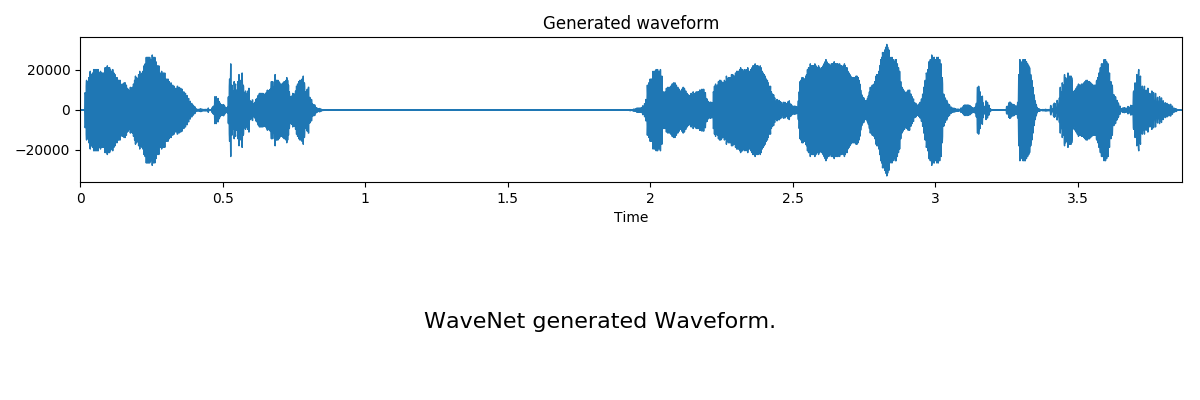 Generated waveform
20000
0
−20000
0 0.5 1 1.5 2 2.5 3 3.5
Time
WaveNet generated Waveform.